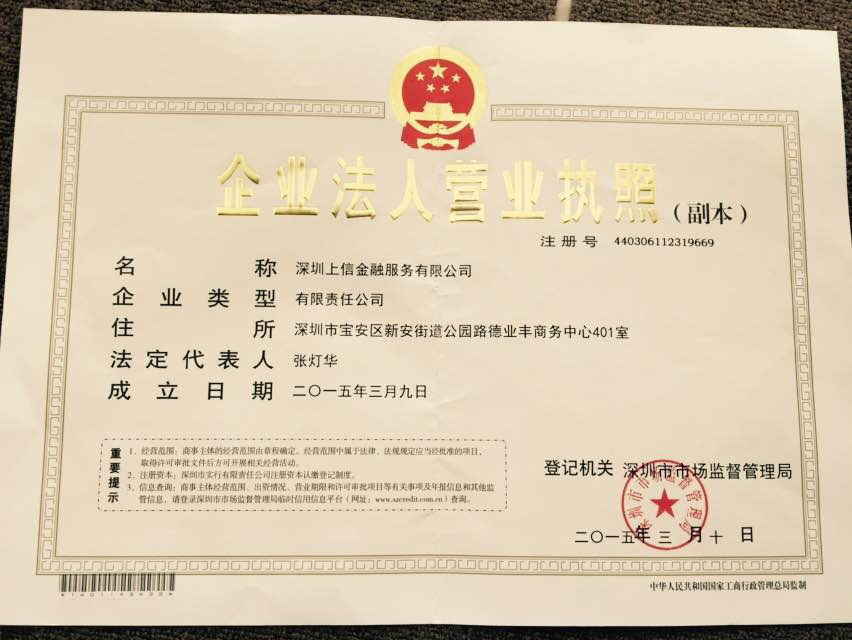 企业法人营业执照(副本)
注册号 440306112319669
名称 深圳上信金融服务有限公司
企业类型 有限责任公司
住所 深圳市宝安区新安街道公园路德业丰商务中心401室
法定代表人 张灯华
成立日期 二〇一五年三月九日
重要提示
1、经营范围:商事主体的经营范围由章程确定。经营范围中属于法律、法规规定应当经批准的项目,
取得许可审批文件后方可开展相关经营活动。
2、注册资本:深圳市实行有限责任公司注册资本认缴登记制度。
3、信息查询:商事主体经营范围、出资情况、营业期限和许可审批项目等有关事项及年报信息和其他监
管信息,请登录深圳市市场监督管理局临时信用信息平台(网址:www.szcredit.com.cn)查询。
登记机关 深圳市市场监督管理局
深圳市市场监督管理局
二〇一五年三月十日
中华人民共和国国家工商行政管理总局监制